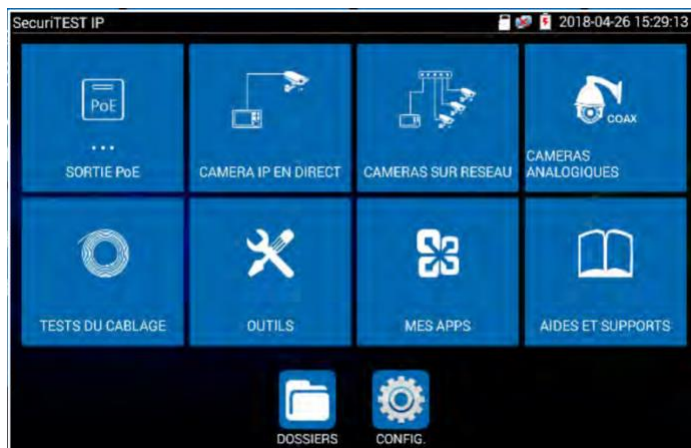 SecuriTEST IP
2018-04-26 15:29:13
PoE
...
SORTIE PoE
CAMERA IP EN DIRECT
CAMERAS SUR RESEAU
COAX
CAMERAS
ANALOGIQUES
TESTS DU CABLAGE
OUTILS
MES APPS
AIDES ET SUPPORTS
DOSSIERS
CONFIG.